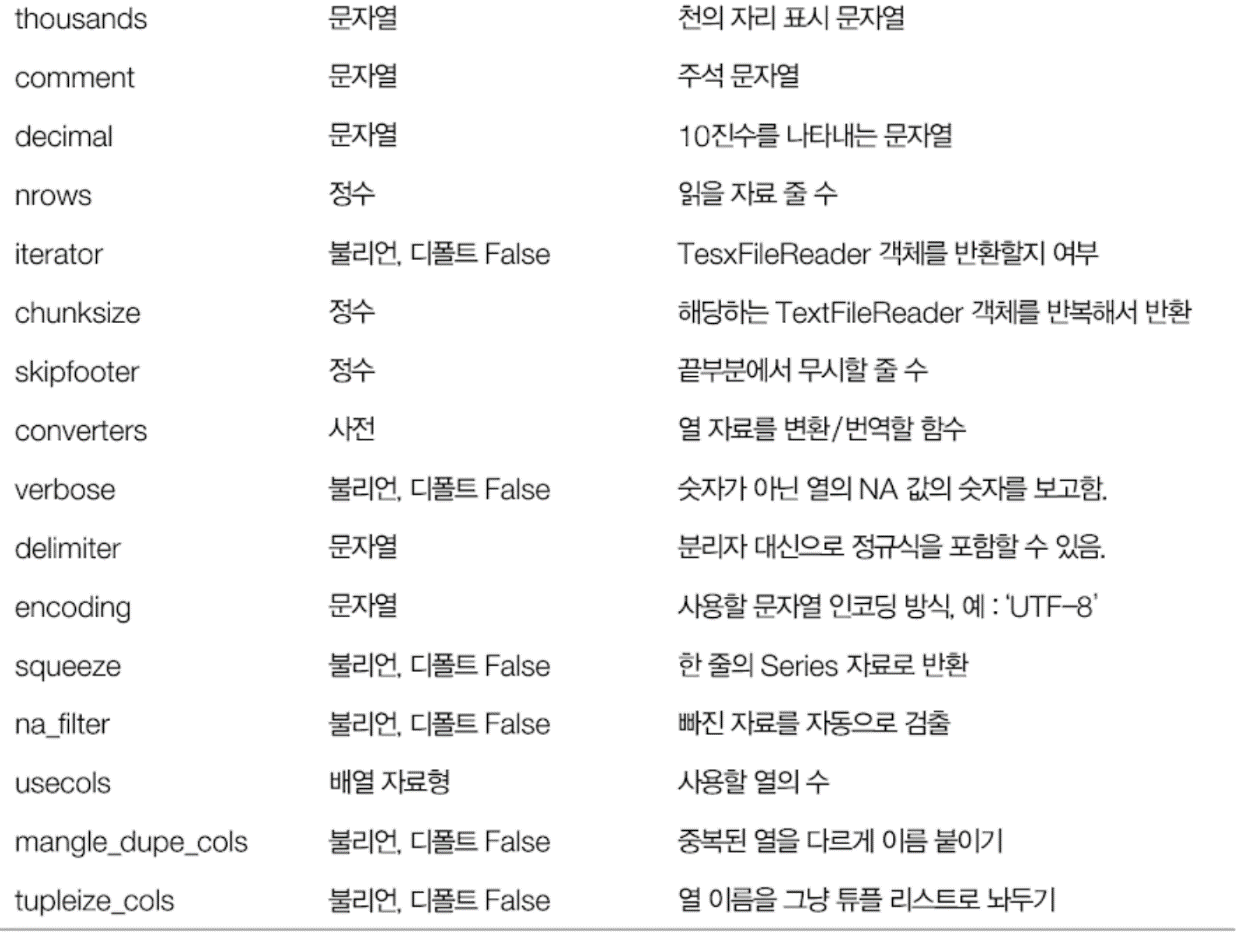 thousands 문자열 천의 자리 표시 문자열
comment 문자열 주석 문자열
decimal 문자열 10진수를 나타내는 문자열
nrows 정수 읽을 자료 줄 수
iterator 불리언, 디폴트 False TesxFileReader 객체를 반환할지 여부
chunksize 정수 해당하는 TextFileReader 객체를 반복해서 반환
skipfooter 정수 끝부분에서 무시할 줄 수
converters 사전 열 자료를 변환/번역할 함수
verbose 불리언, 디폴트 False 숫자가 아닌 열의 NA 값의 숫자를 보고함.
delimiter 문자열 분리자 대신으로 정규식을 포함할 수 있음.
encoding 문자열 사용할 문자열 인코딩 방식, 예 : ‘UTF-8’
squeeze 불리언, 디폴트 False 한 줄의 Series 자료로 반환
na_filter 불리언, 디폴트 False 빠진 자료를 자동으로 검출
usecols 배열 자료형 사용할 열의 수
mangle_dupe_cols 불리언, 디폴트 False 중복된 열을 다르게 이름 붙이기
tupleize_cols 불리언, 디폴트 False 열 이름을 그냥 튜플 리스트로 놔두기